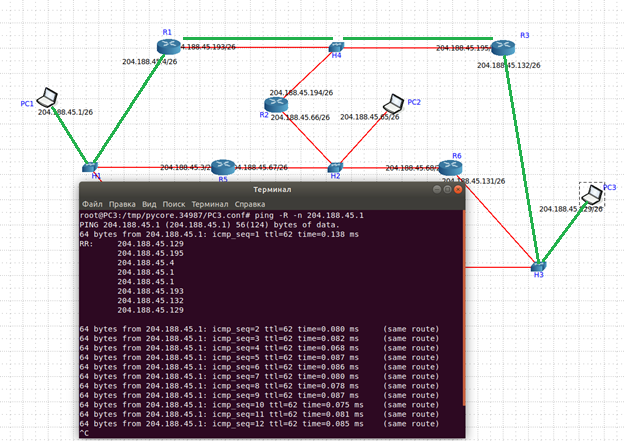 R1
204.188.45.193/26
H4
204.188.45.195/
R3
204.188.45.4/26
204.188.45.132/26
PC1
204.188.45.1/26
204.188.45.194/26
R2
204.188.45.66/26
PC2
204.188.45.65/26
H1
204.188.45.3/2
R5
204.188.45.67/26
H2
204.188.45.68/
R6
204.188.45.131/26
PC3
204.188.45.129/26
H3
Терминал
Файл Правка Вид Поиск Терминал Справка
root@PC3:/tmp/pycore.34987/PC3.conf# ping -R -n 204.188.45.1
PING 204.188.45.1 (204.188.45.1) 56(124) bytes of data.
64 bytes from 204.188.45.1: icmp_seq=1 ttl=62 time=0.138 ms
RR: 204.188.45.129
204.188.45.195
204.188.45.4
204.188.45.1
204.188.45.1
204.188.45.193
204.188.45.132
204.188.45.129
64 bytes from 204.188.45.1: icmp_seq=2 ttl=62 time=0.080 ms (same route)
64 bytes from 204.188.45.1: icmp_seq=3 ttl=62 time=0.082 ms (same route)
64 bytes from 204.188.45.1: icmp_seq=4 ttl=62 time=0.068 ms (same route)
64 bytes from 204.188.45.1: icmp_seq=5 ttl=62 time=0.087 ms (same route)
64 bytes from 204.188.45.1: icmp_seq=6 ttl=62 time=0.086 ms (same route)
64 bytes from 204.188.45.1: icmp_seq=7 ttl=62 time=0.080 ms (same route)
64 bytes from 204.188.45.1: icmp_seq=8 ttl=62 time=0.078 ms (same route)
64 bytes from 204.188.45.1: icmp_seq=9 ttl=62 time=0.087 ms (same route)
64 bytes from 204.188.45.1: icmp_seq=10 ttl=62 time=0.075 ms (same route)
64 bytes from 204.188.45.1: icmp_seq=11 ttl=62 time=0.081 ms (same route)
64 bytes from 204.188.45.1: icmp_seq=12 ttl=62 time=0.085 ms (same route)
^C